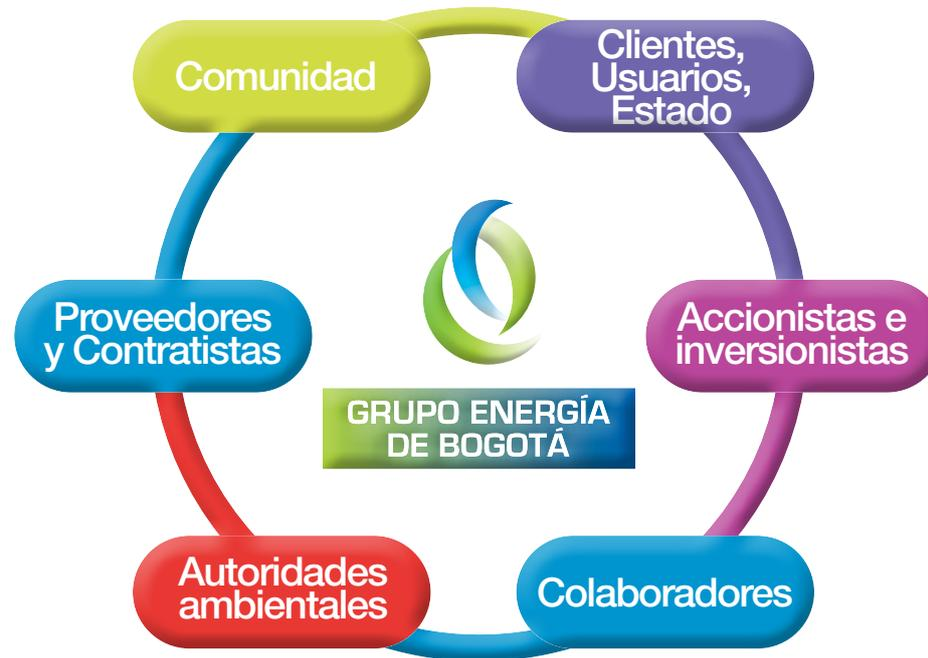 Comunidad
Clientes,
Usuarios,
Estado
Proveedores
y Contratistas
Accionistas e
inversionistas
GRUPO ENERGÍA
DE BOGOTÁ
Autoridades
ambientales
Colaboradores